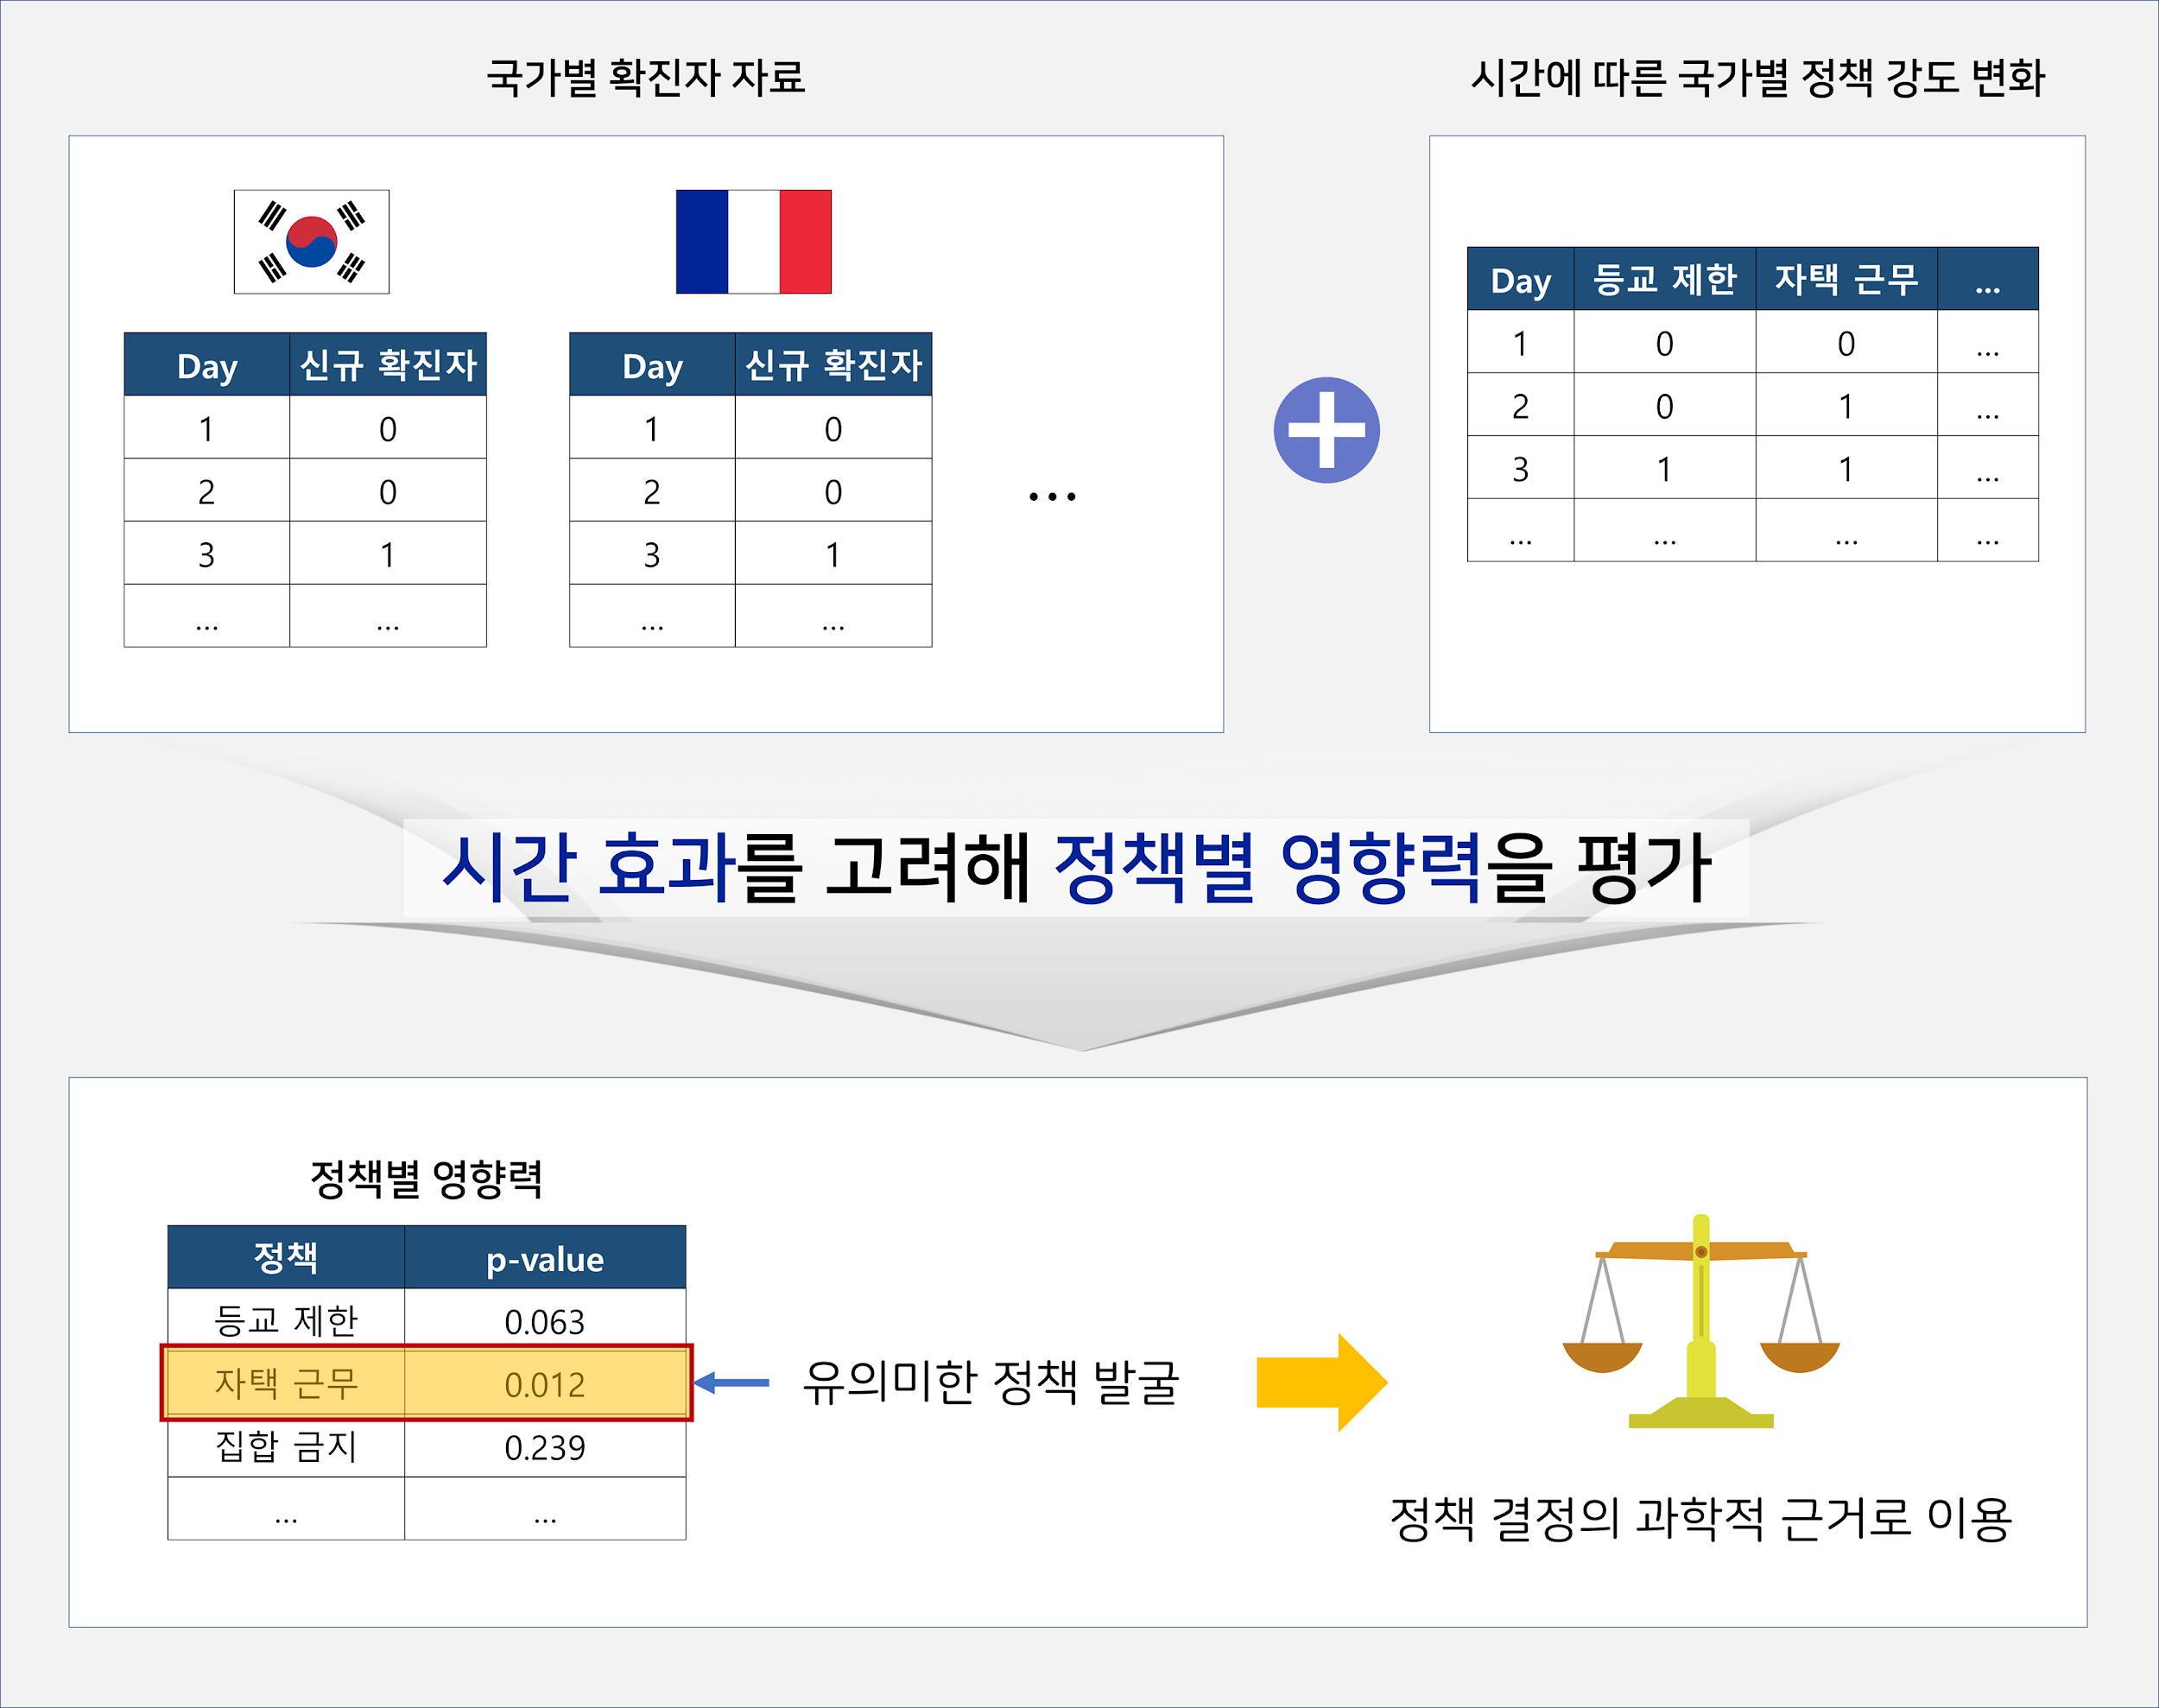 국가별 확진자 자료
시간에 따른 국가별 정책 강도 변화
Day 신규 확진자
1 0
2 0
3 1
... ...
Day 신규 확진자
1 0
2 0
3 1
... ...
...
Day 등교 제한 자택 근무 ...
1 0 0 ...
2 0 1 ...
3 1 1 ...
... ... ... ...
시간 효과를 고려해 정책별 영향력을 평가
정책별 영향력
정책 p-value
등교 제한 0.063
자택 근무 0.012
집합 금지 0.239
... ...
유의미한 정책 발굴
정책 결정의 과학적 근거로 이용